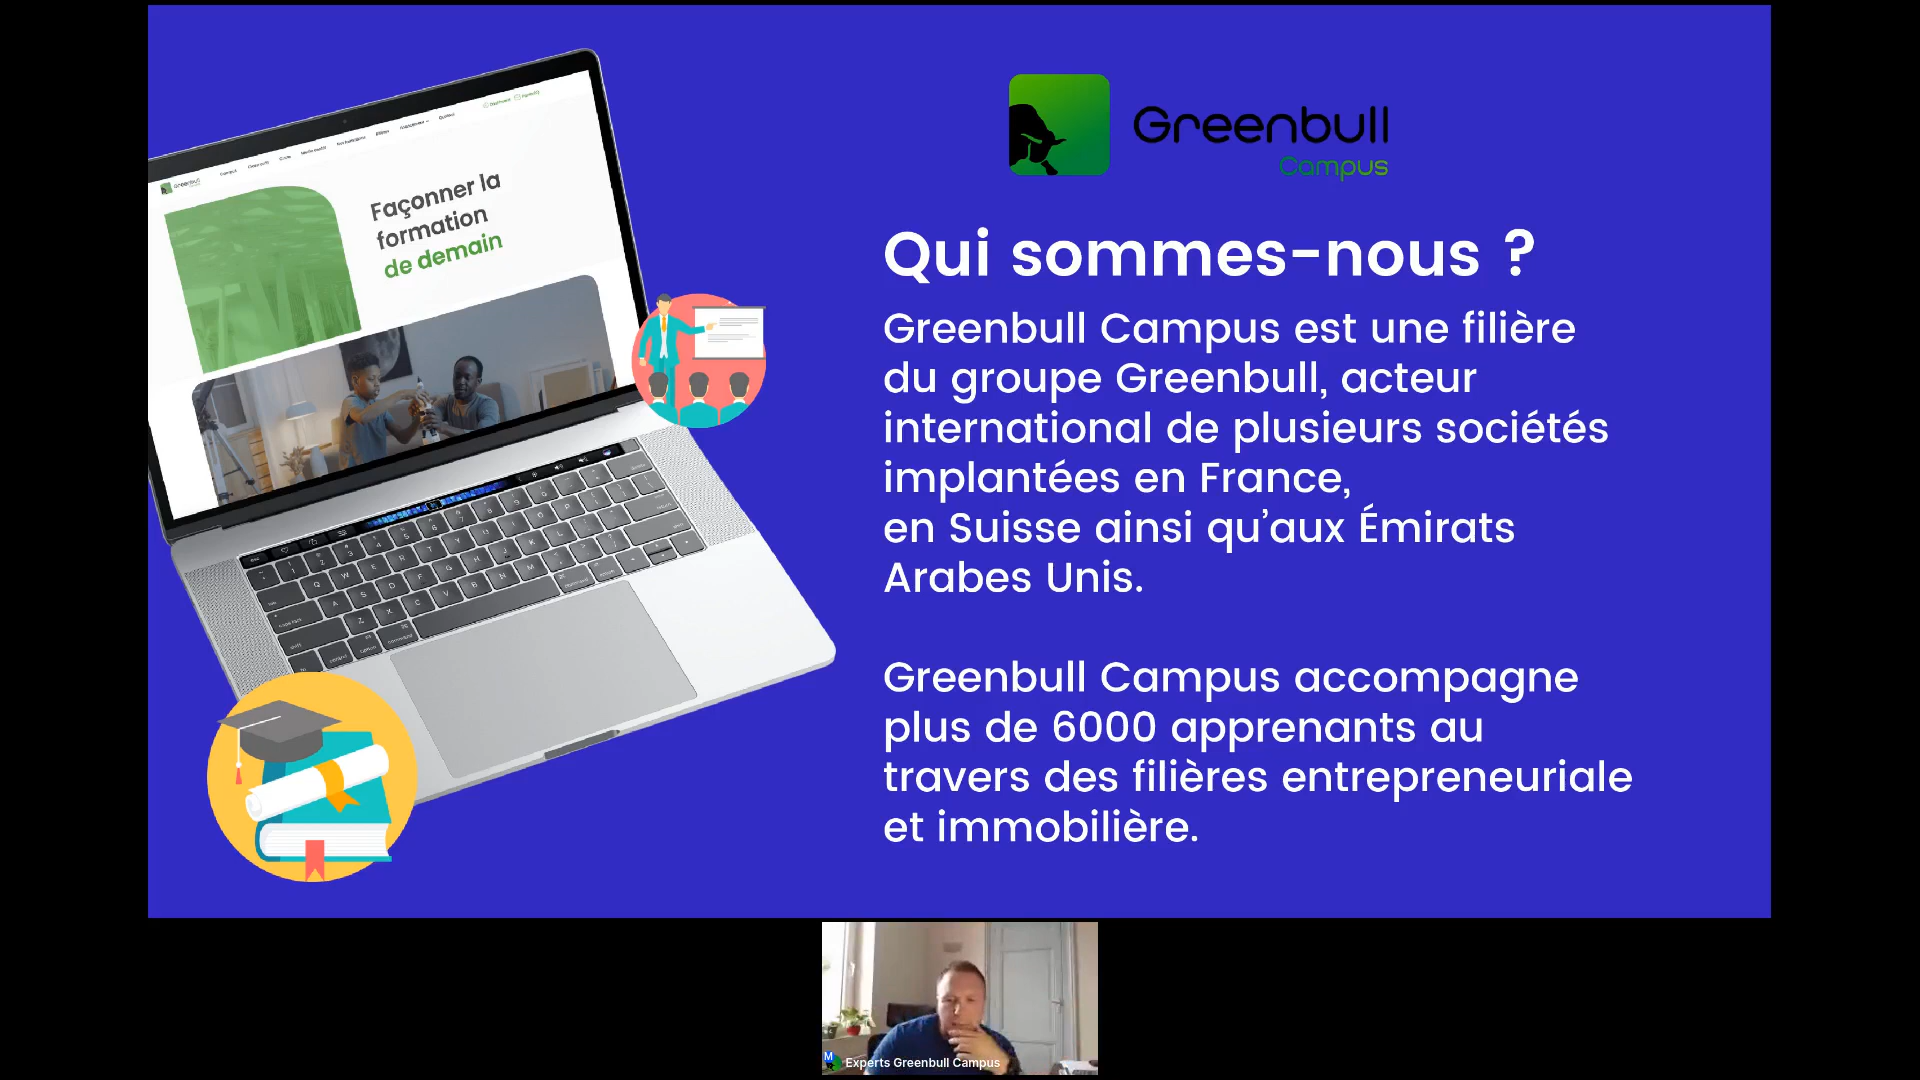 Greenbull
Campus
Façonner la
formation
de demain
Greenbull
Qui sommes-nous ?
Greenbull Campus est une filière
du groupe Greenbull, acteur
international de plusieurs sociétés
implantées en France,
en Suisse ainsi qu’aux Émirats
Arabes Unis.
Greenbull Campus accompagne
plus de 6000 apprenants au
travers des filières entrepreneuriale
et immobilière.
M
Experts Greenbull Campus